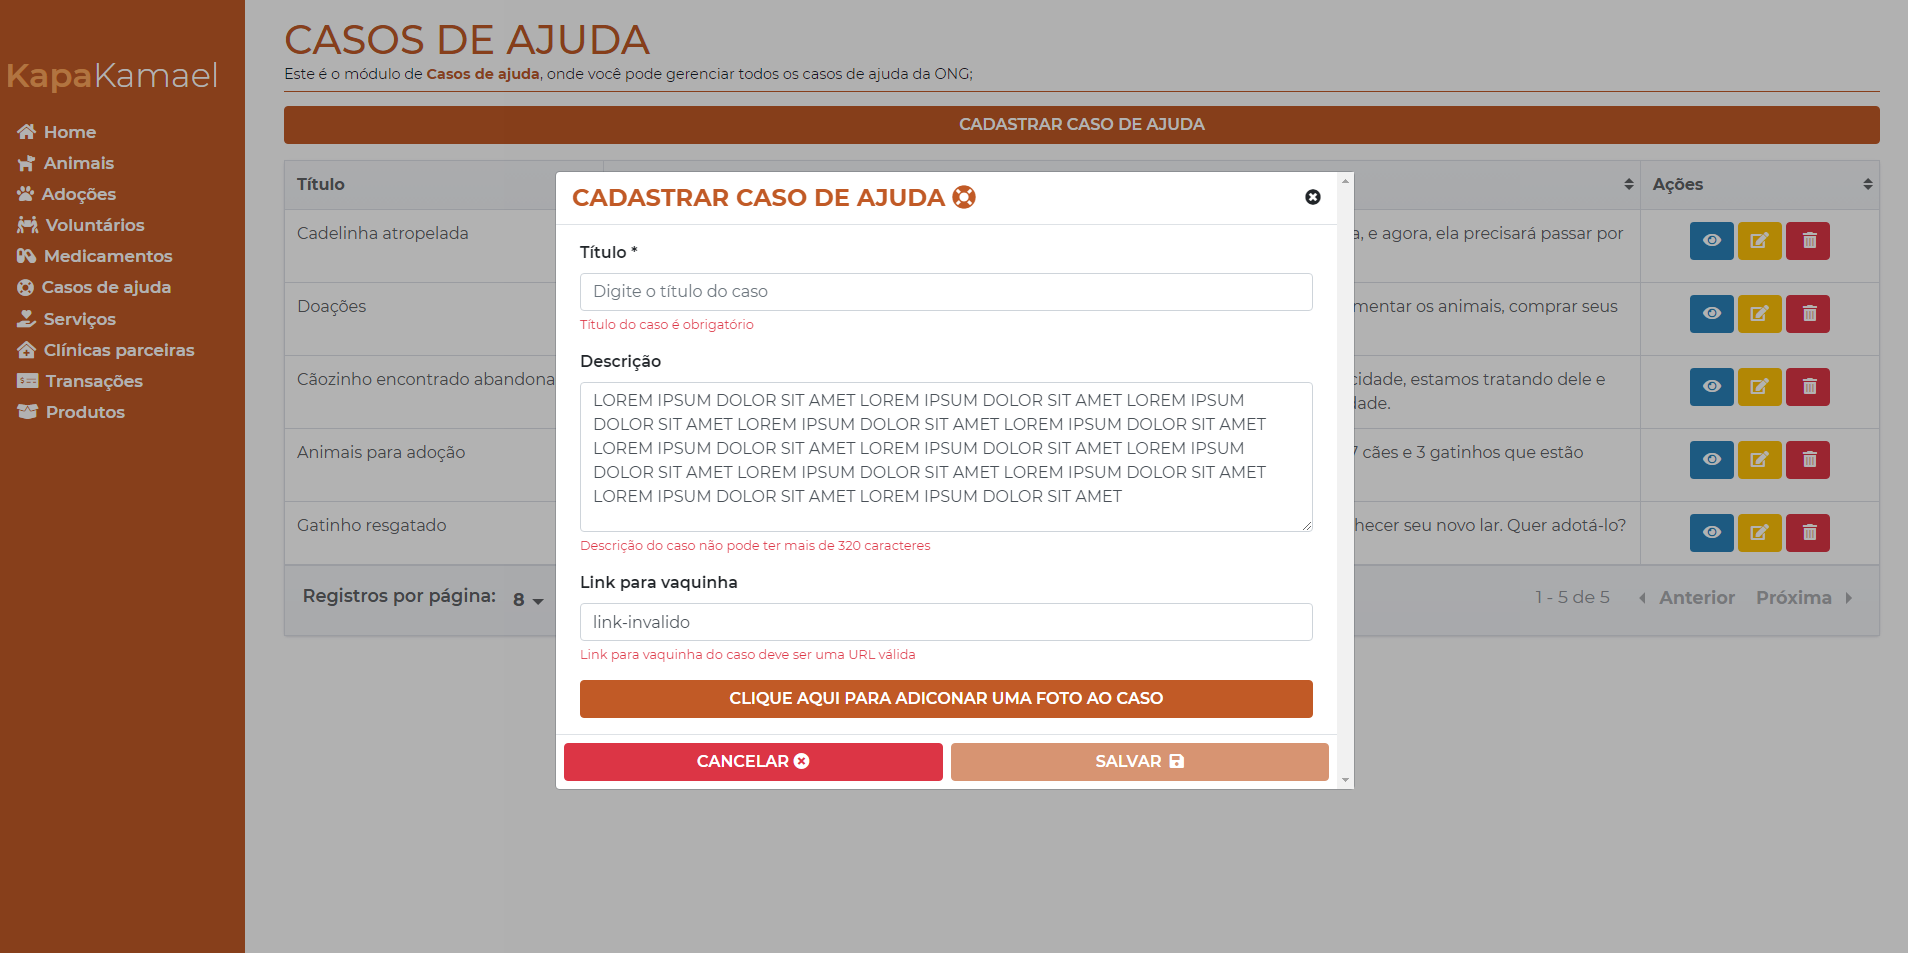 KapaKamael
Home
Animais
Adoções
Voluntários
Medicamentos
Casos de ajuda
Serviços
Clínicas parceiras
Transações
Produtos
CASOS DE AJUDA
Este é o módulo de Casos de ajuda, onde você pode gerenciar todos os casos de ajuda da ONG;
CADASTRAR CASO DE AJUDA
Título
Ações
Cadelinha atropelada
, e agora, ela precisará passar por
Doações
mentar os animais, comprar seus
Cãozinho encontrado abandona
cidade, estamos tratando dele e
dade.
Animais para adoção
7 cães e 3 gatinhos que estão
Gatinho resgatado
hecer seu novo lar. Quer adotá-lo?
Registros por página: 8
1 - 5 de 5 Anterior Próxima
CADASTRAR CASO DE AJUDA
Título *
Digite o título do caso
Título do caso é obrigatório
Descrição
LOREM IPSUM DOLOR SIT AMET LOREM IPSUM DOLOR SIT AMET LOREM IPSUM
DOLOR SIT AMET LOREM IPSUM DOLOR SIT AMET LOREM IPSUM DOLOR SIT AMET
LOREM IPSUM DOLOR SIT AMET LOREM IPSUM DOLOR SIT AMET LOREM IPSUM
DOLOR SIT AMET LOREM IPSUM DOLOR SIT AMET LOREM IPSUM DOLOR SIT AMET
LOREM IPSUM DOLOR SIT AMET LOREM IPSUM DOLOR SIT AMET
Descrição do caso não pode ter mais de 320 caracteres
Link para vaquinha
link-invalido
Link para vaquinha do caso deve ser uma URL válida
CLIQUE AQUI PARA ADICONAR UMA FOTO AO CASO
CANCELAR
SALVAR